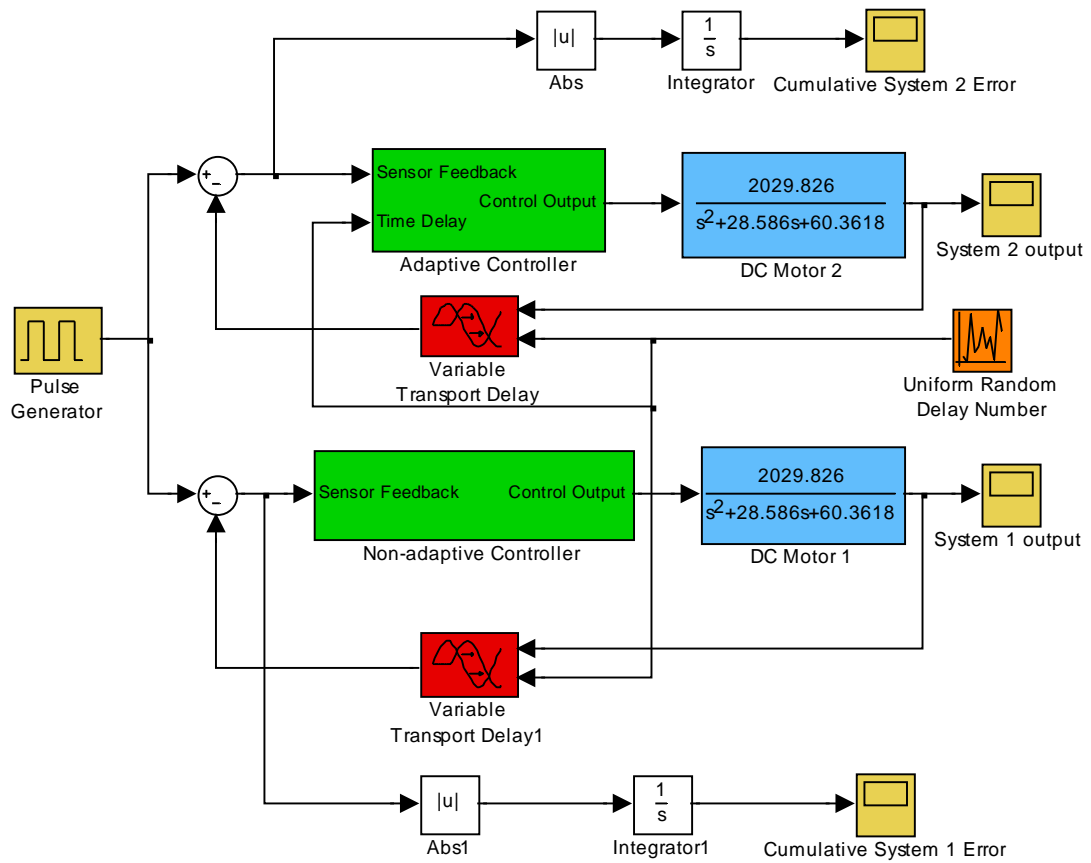 |u|
1
s
Abs
Integrator
Cumulative System 2 Error
+
−
Sensor Feedback
Control Output
Time Delay
Adaptive Controller
2029.826
s²+28.586s+60.3618
DC Motor 2
System 2 output
Pulse
Generator
Variable
Transport Delay
Uniform Random
Delay Number
+
−
Sensor Feedback Control Output
Non-adaptive Controller
2029.826
s²+28.586s+60.3618
DC Motor 1
System 1 output
Variable
Transport Delay1
|u|
1
s
Abs1
Integrator1
Cumulative System 1 Error